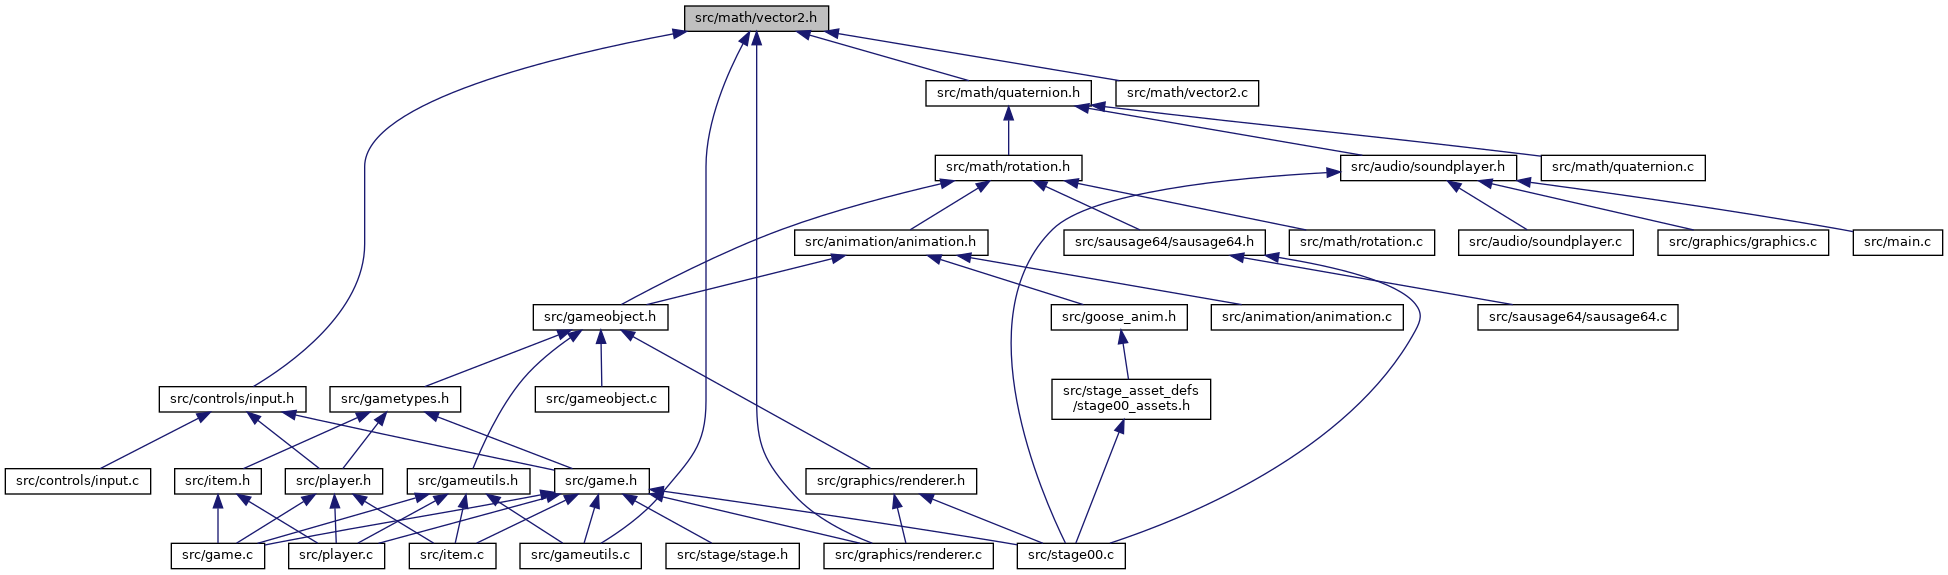 src/math/vector2.h
src/math/quaternion.h
src/math/vector2.c
src/math/rotation.h
src/audio/soundplayer.h
src/math/quaternion.c
src/animation/animation.h
src/sausage64/sausage64.h
src/math/rotation.c
src/audio/soundplayer.c
src/graphics/graphics.c
src/main.c
src/gameobject.h
src/goose_anim.h
src/animation/animation.c
src/sausage64/sausage64.c
src/controls/input.h
src/gametypes.h
src/gameobject.c
src/stage_asset_defs
/stage00_assets.h
src/controls/input.c
src/item.h
src/player.h
src/gameutils.h
src/game.h
src/graphics/renderer.h
src/game.c
src/player.c
src/item.c
src/gameutils.c
src/stage/stage.h
src/graphics/renderer.c
src/stage00.c